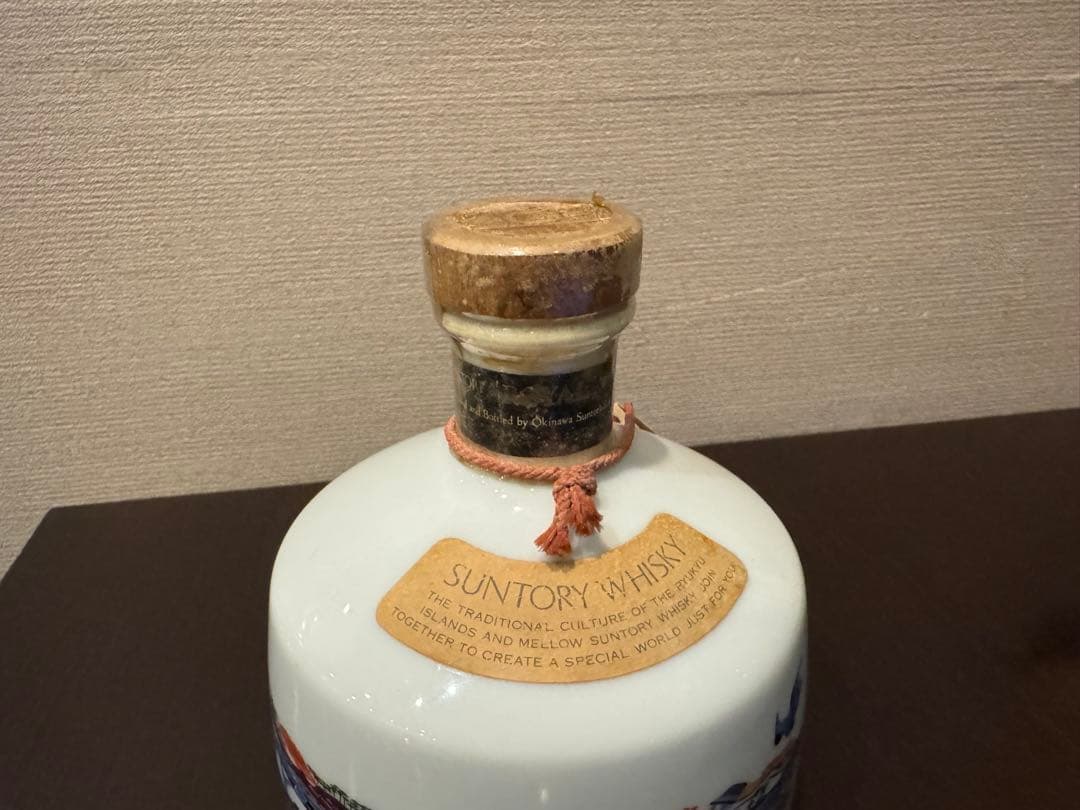 and Bottled by Okinawa Suntory
SUNTORY WHISKY
THE TRADITIONAL CULTURE OF THE RYUKYU
ISLANDS AND MELLOW SUNTORY WHISKY JOIN
TOGETHER TO CREATE A SPECIAL WORLD JUST FOR YOU